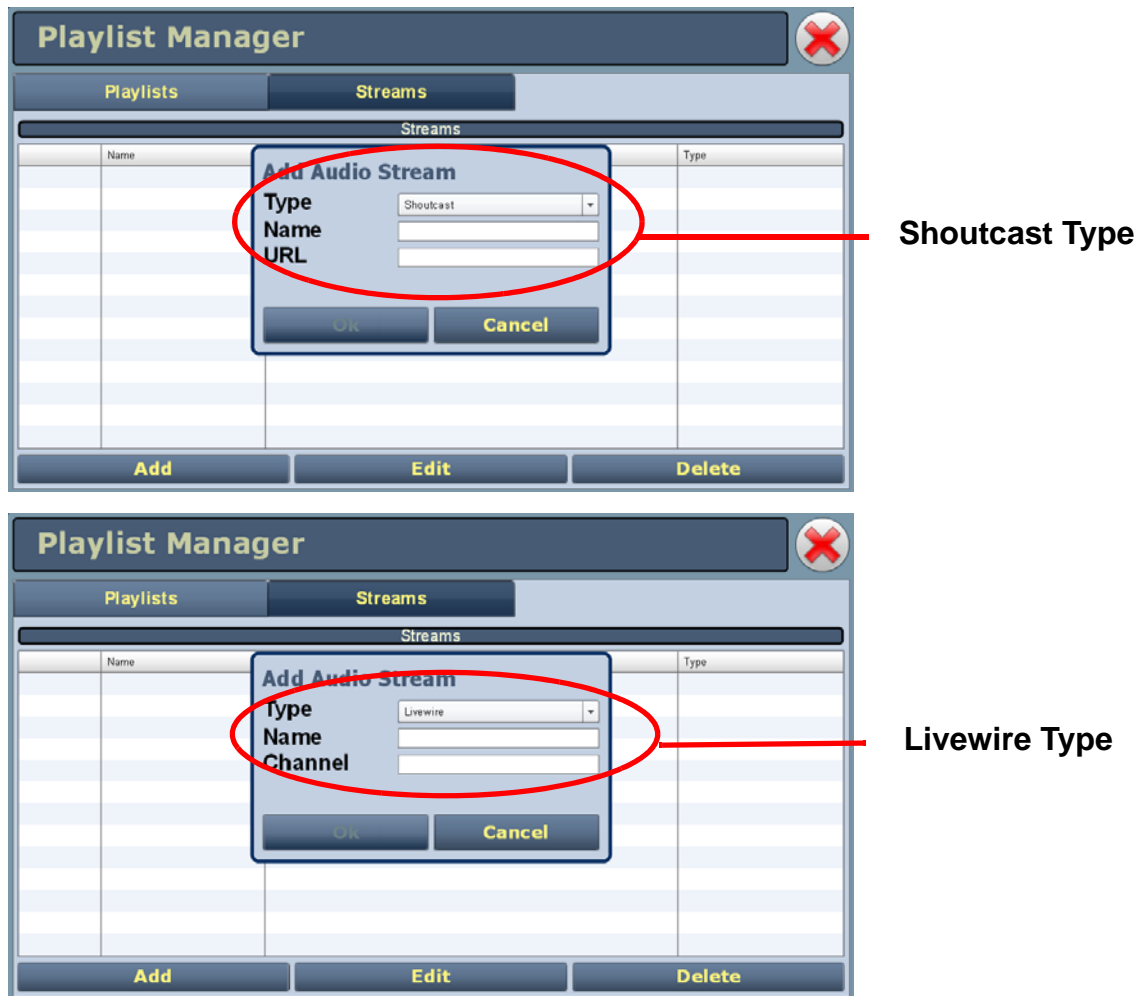 Playlist Manager
Playlists Streams
Streams
Name Type
Add Audio Stream
Type Shoutcast
Name
URL
Ok Cancel
Add Edit Delete
Shoutcast Type
Playlist Manager
Playlists Streams
Streams
Name Type
Add Audio Stream
Type Livewire
Name
Channel
Ok Cancel
Add Edit Delete
Livewire Type